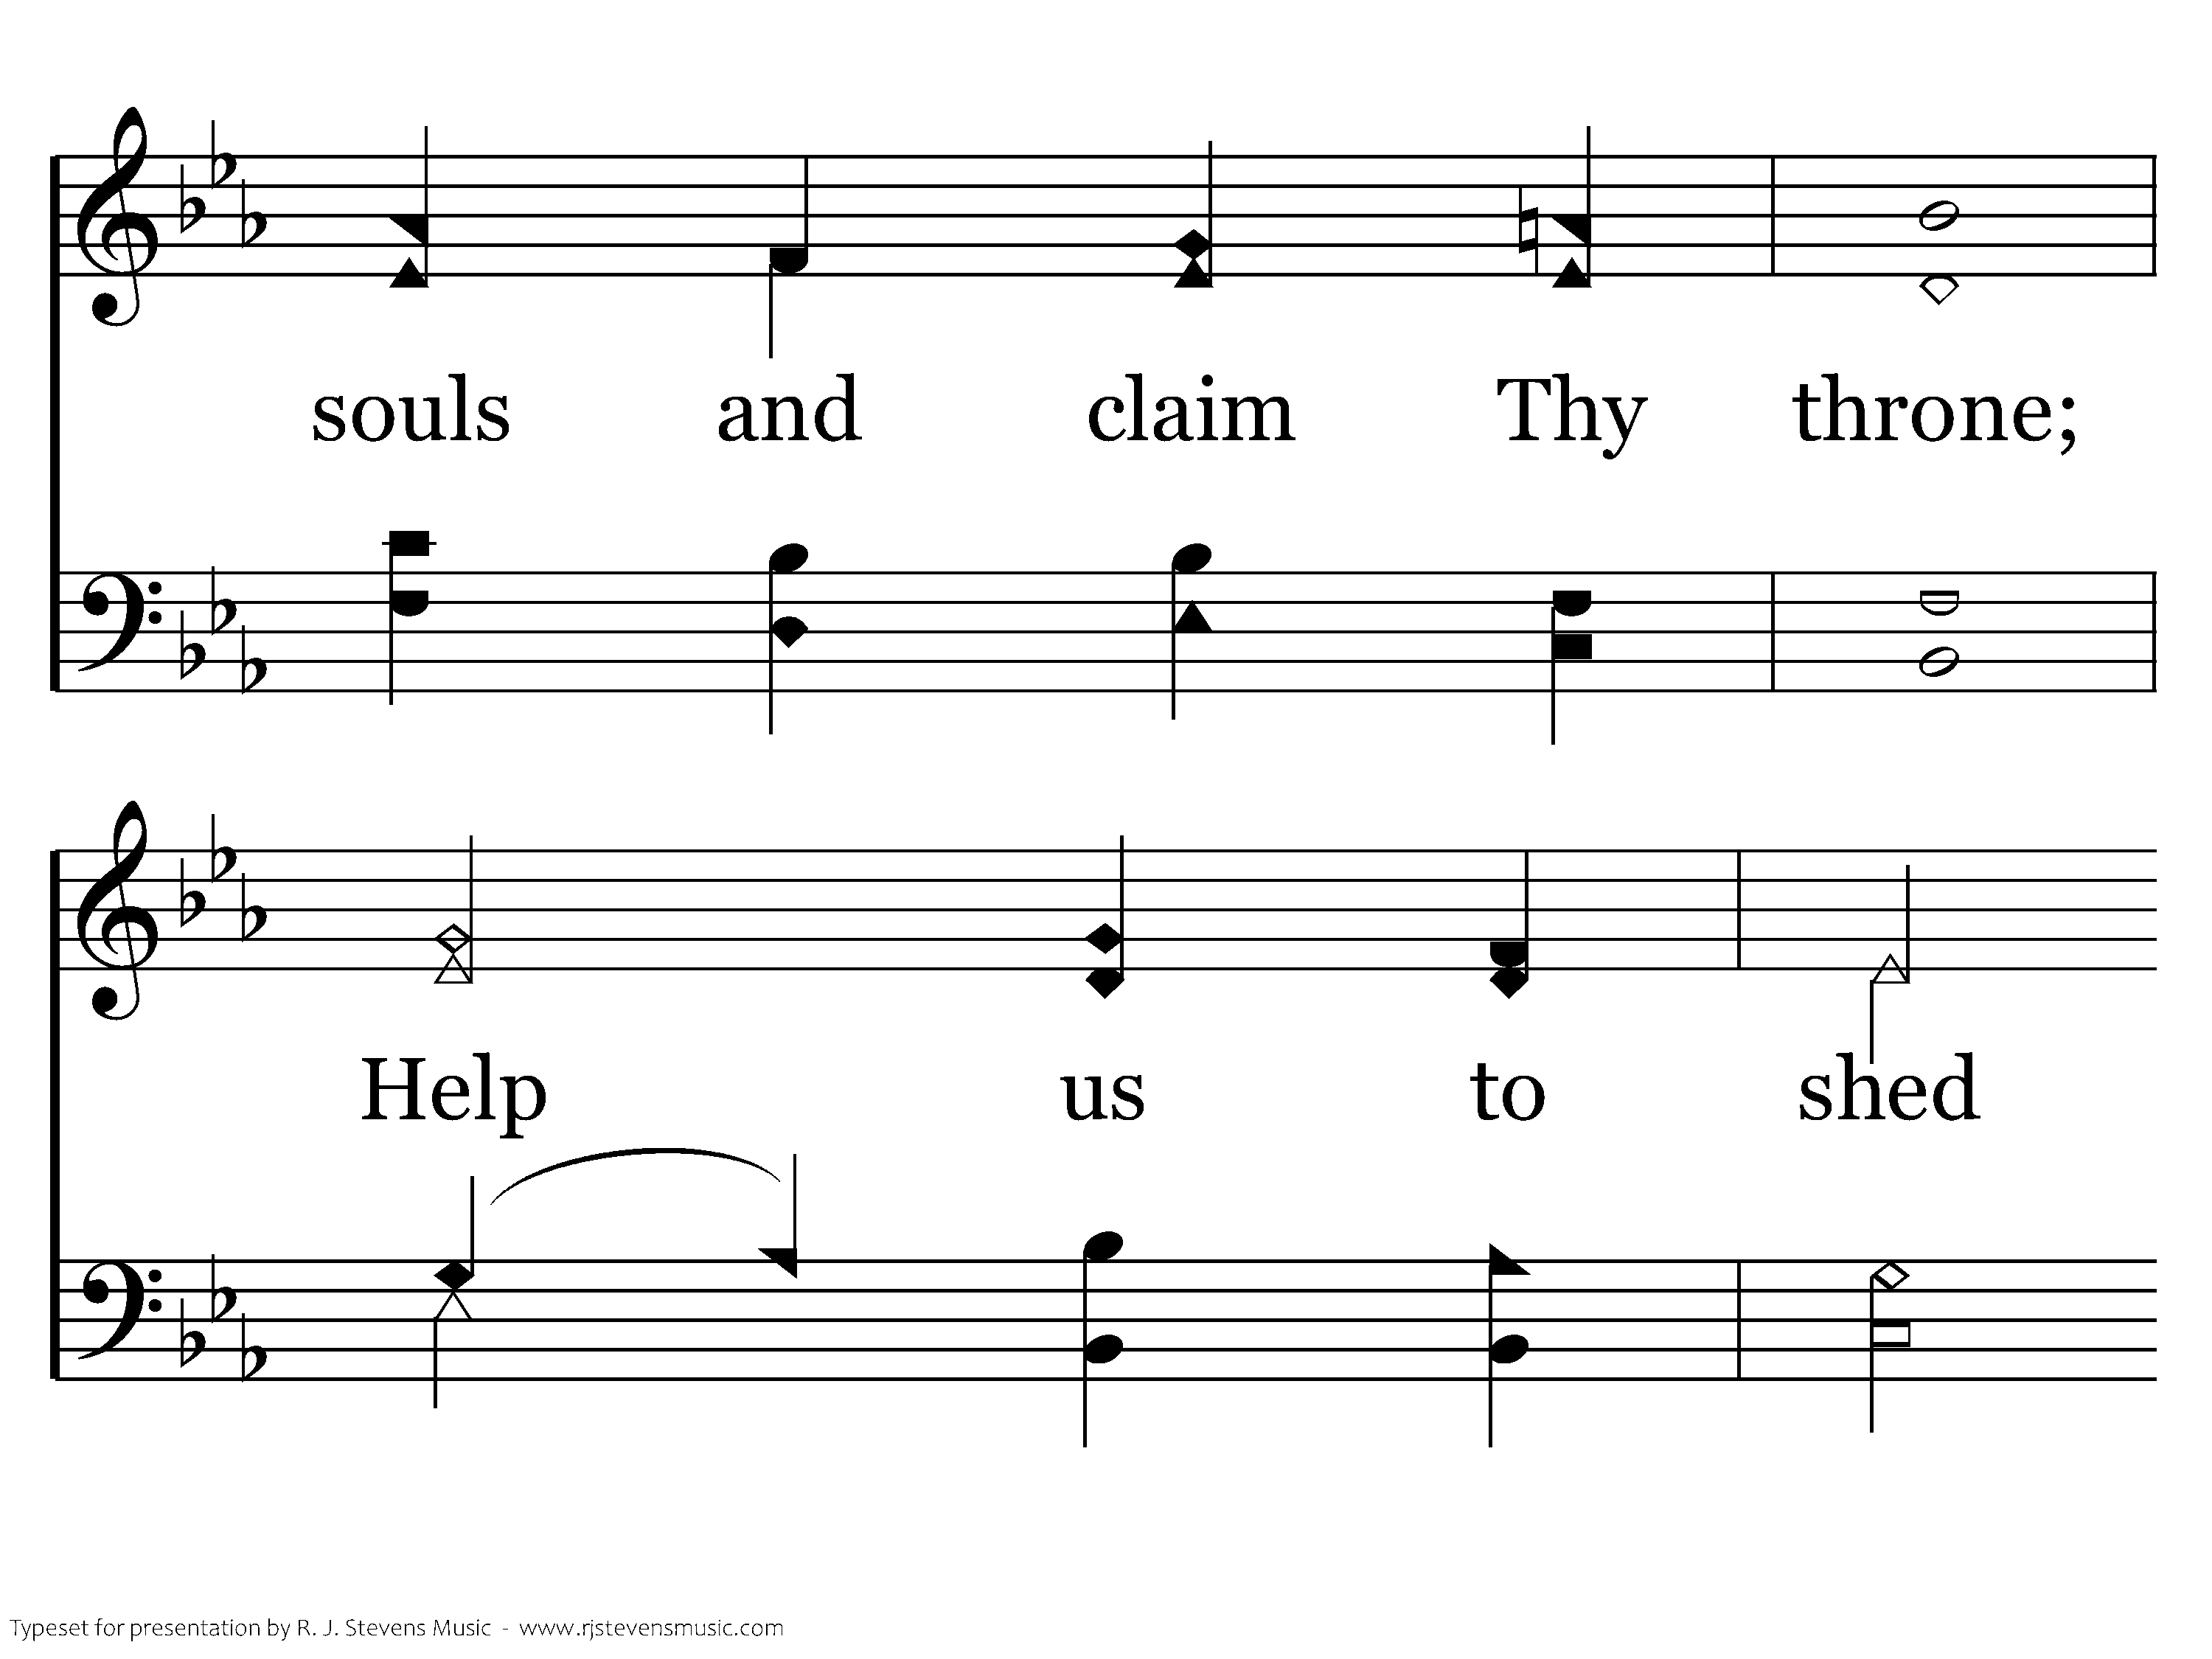 souls and claim Thy throne;
Help us to shed
Typeset for presentation by R. J. Stevens Music - www.rjstevensmusic.com